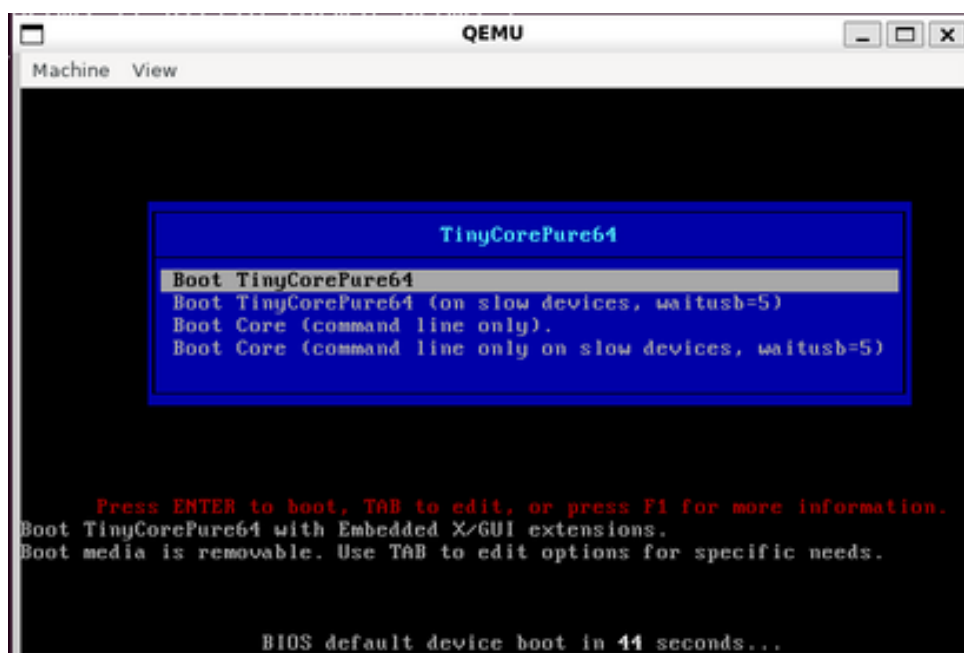 QEMU
Machine View
TinyCorePure64
Boot TinyCorePure64
Boot TinyCorePure64 (on slow devices, waitusb=5)
Boot Core (command line only).
Boot Core (command line only on slow devices, waitusb=5)
Press ENTER to boot, TAB to edit, or press F1 for more information.
Boot TinyCorePure64 with Embedded X/GUI extensions.
Boot media is removable. Use TAB to edit options for specific needs.
BIOS default device boot in 44 seconds...